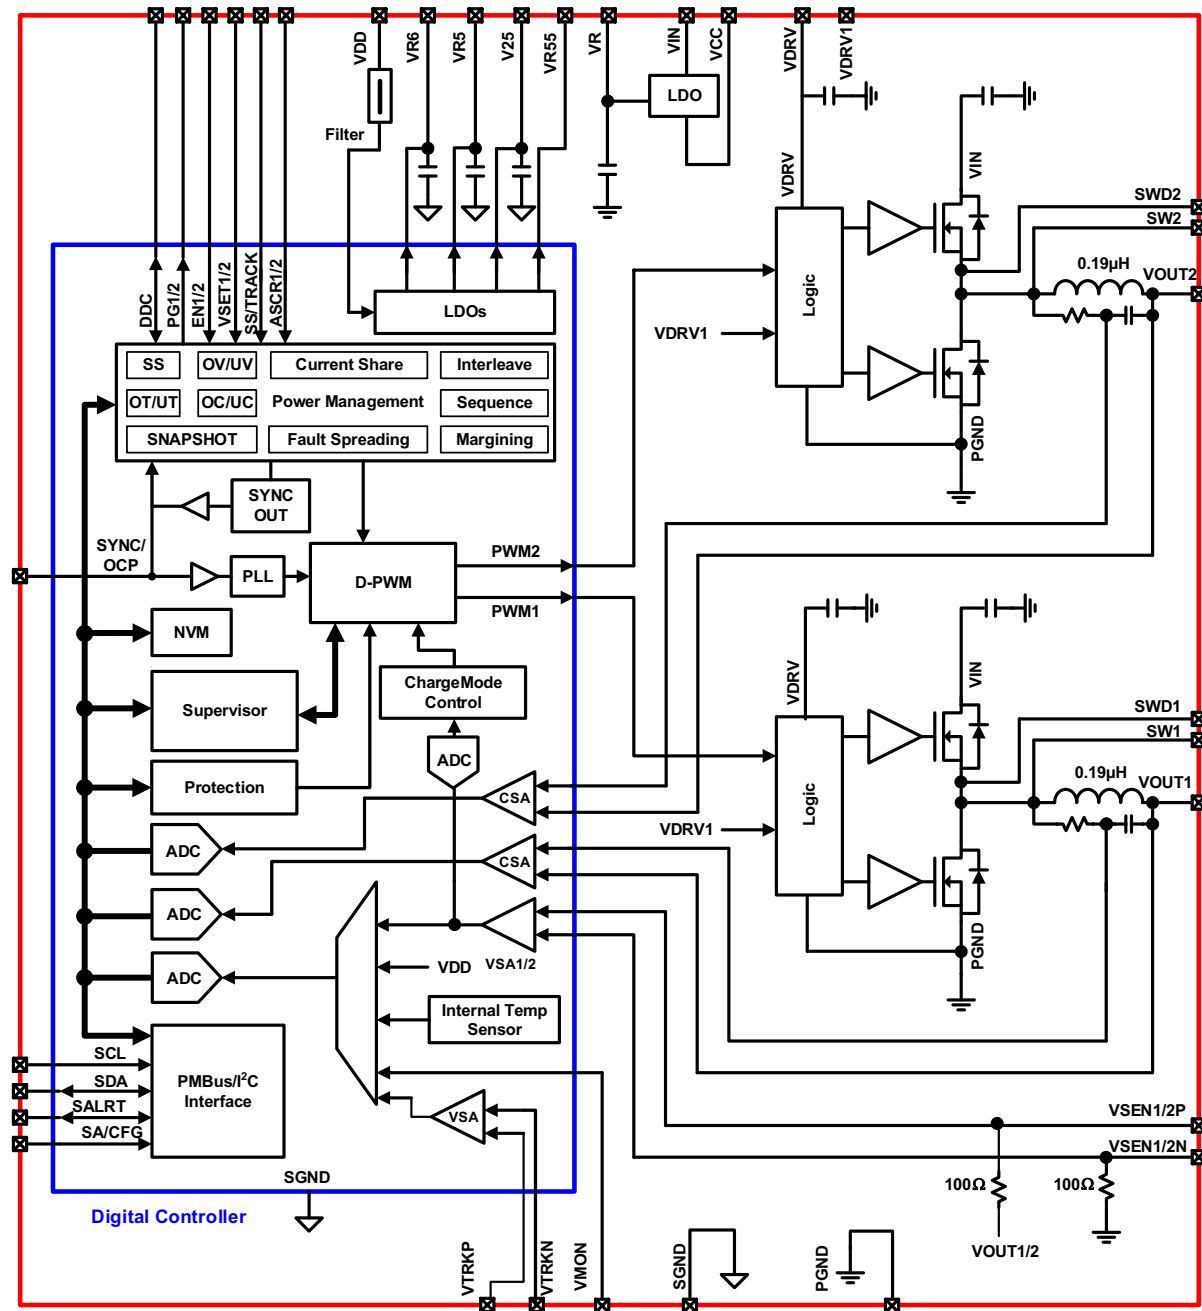 VDD
VR6
VR5
V25
VR55
VR
VIN
VCC
VDRV
VDRV1
Filter
LDO
VDRV
VIN
SWD2
SW2
0.19µH
VOUT2
Logic
VDRV1
PGND
DDC
PG1/2
EN1/2
VSET1/2
SS/TRACK
ASCR1/2
LDOs
SS
OV/UV
Current Share
Interleave
OT/UT
OC/UC
Power Management
Sequence
SNAPSHOT
Fault Spreading
Margining
SYNC
OUT
SYNC/
OCP
PLL
D-PWM
PWM2
PWM1
NVM
Supervisor
ChargeMode
Control
ADC
Protection
CSA
ADC
CSA
ADC
VSA1/2
ADC
VDD
Internal Temp
Sensor
VDRV
VIN
SWD1
SW1
0.19µH
VOUT1
Logic
VDRV1
PGND
SCL
SDA
SALRT
SA/CFG
PMBus/I²C
Interface
VSA
VSEN1/2P
VSEN1/2N
100Ω
100Ω
VOUT1/2
SGND
Digital Controller
VTRKP
VTRKN
VMON
SGND
PGND